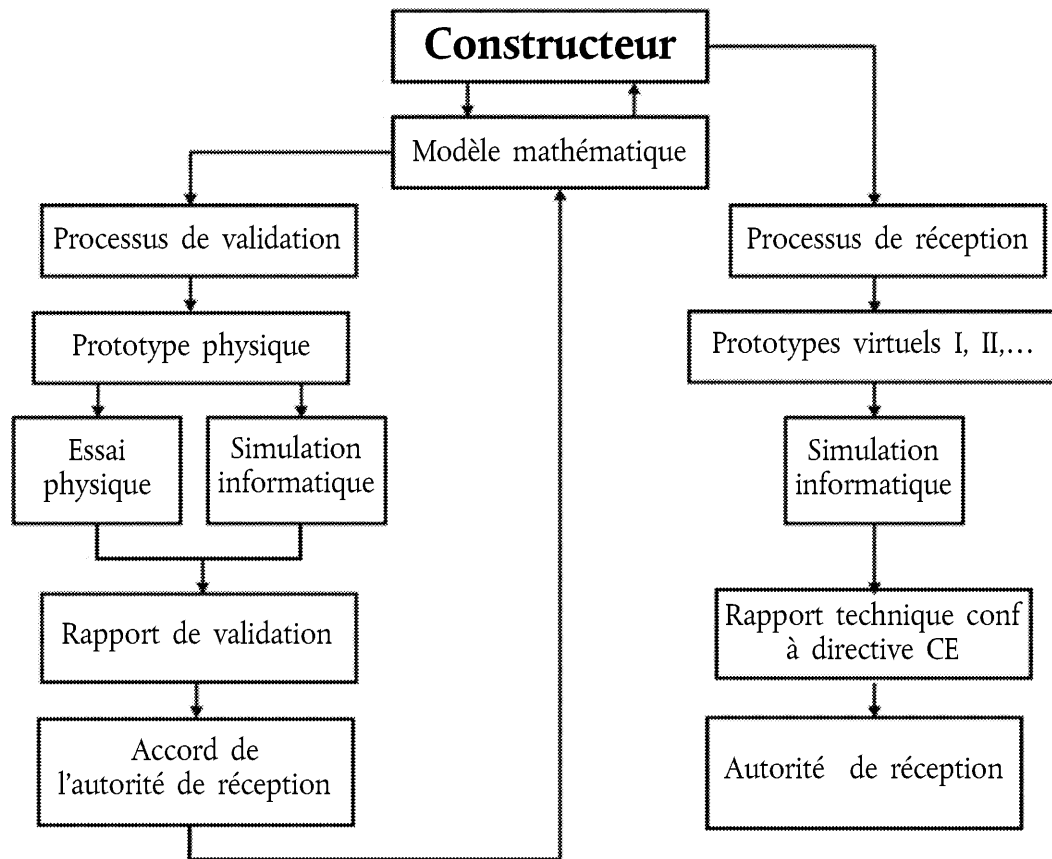 Constructeur
Modèle mathématique
Processus de validation
Prototype physique
Essai
physique
Simulation
informatique
Rapport de validation
Accord de
l'autorité de réception
Processus de réception
Prototypes virtuels I, II,...
Simulation
informatique
Rapport technique conf
à directive CE
Autorité de réception